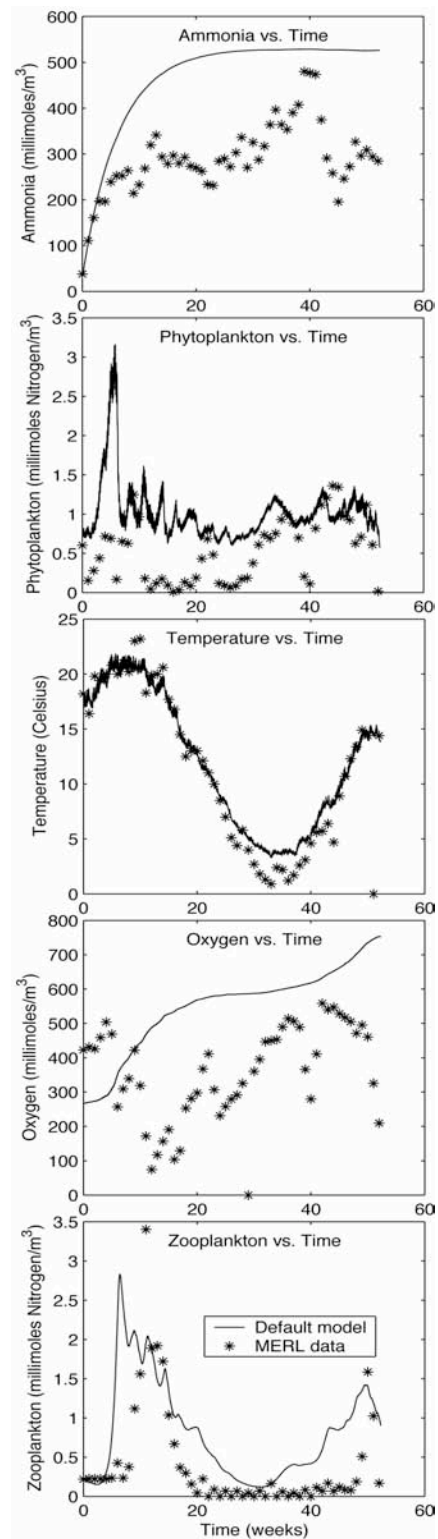 Ammonia vs. Time
600
500
400
300
200
100
0
Ammonia (millimoles/m³)
0 20 40 60
Phytoplankton vs. Time
3.5
3
2.5
2
1.5
1
0.5
0
Phytoplankton (millimoles Nitrogen/m³)
0 20 40 60
Temperature vs. Time
25
20
15
10
5
0
Temperature (Celsius)
0 20 40 60
Oxygen vs. Time
800
700
600
500
400
300
200
100
0
Oxygen (millimoles/m³)
0 20 40 60
Zooplankton vs. Time
3.5
3
2.5
2
1.5
1
0.5
0
Zooplankton (millimoles Nitrogen/m³)
Default model
MERL data
0 20 40 60
Time (weeks)